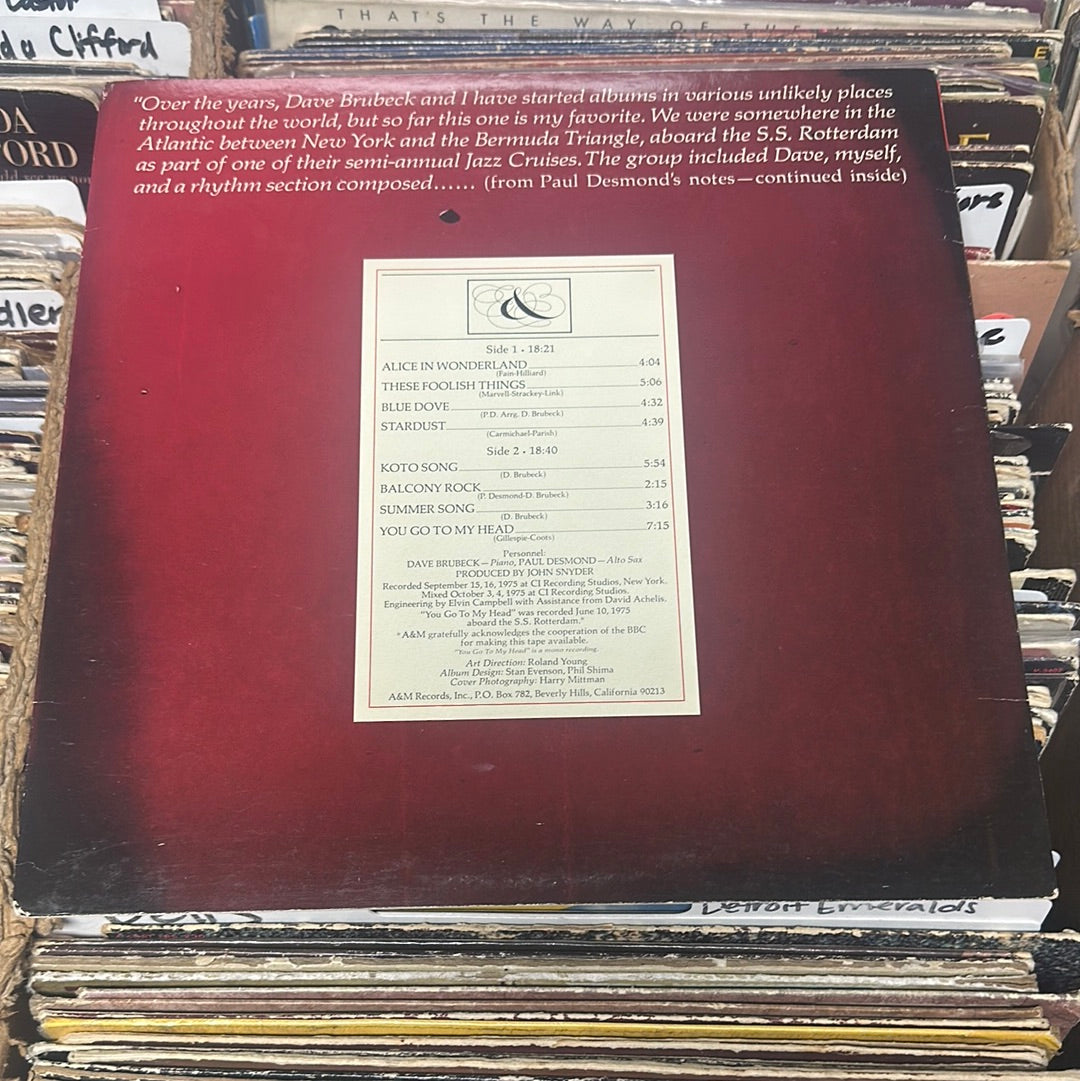 THAT'S THE WAY OF THE
Clifford
DA
FORD
dler
"Over the years, Dave Brubeck and I have started albums in various unlikely places
throughout the world, but so far this one is my favorite. We were somewhere in the
Atlantic between New York and the Bermuda Triangle, aboard the S.S. Rotterdam
as part of one of their semi-annual Jazz Cruises. The group included Dave, myself,
and a rhythm section composed...... (from Paul Desmond's notes—continued inside)
&
Side 1 • 18:21
ALICE IN WONDERLAND 4:04
(Fain-Hilliard)
THESE FOOLISH THINGS 5:06
(Marvell-Strackey-Link)
BLUE DOVE 4:32
(P.D. Arrg. D. Brubeck)
STARDUST 4:39
(Carmichael-Parish)
Side 2 • 18:40
KOTO SONG 5:54
(D. Brubeck)
BALCONY ROCK 2:15
(P. Desmond-D. Brubeck)
SUMMER SONG 3:16
(D. Brubeck)
YOU GO TO MY HEAD 7:15
(Gillespie-Coots)
Personnel:
DAVE BRUBECK—Piano, PAUL DESMOND—Alto Sax
PRODUCED BY JOHN SNYDER
Recorded September 15, 16, 1975 at CI Recording Studios, New York.
Mixed October 3, 4, 1975 at CI Recording Studios.
Engineering by Elvin Campbell with Assistance from David Achelis.
"You Go To My Head" was recorded June 10, 1975
aboard the S.S. Rotterdam.*
*A&M gratefully acknowledges the cooperation of the BBC
for making this tape available.
"You Go To My Head" is a mono recording.
Art Direction: Roland Young
Album Design: Stan Evenson, Phil Shima
Cover Photography: Harry Mittman
A&M Records, Inc., P.O. Box 782, Beverly Hills, California 90213
Detroit Emeralds